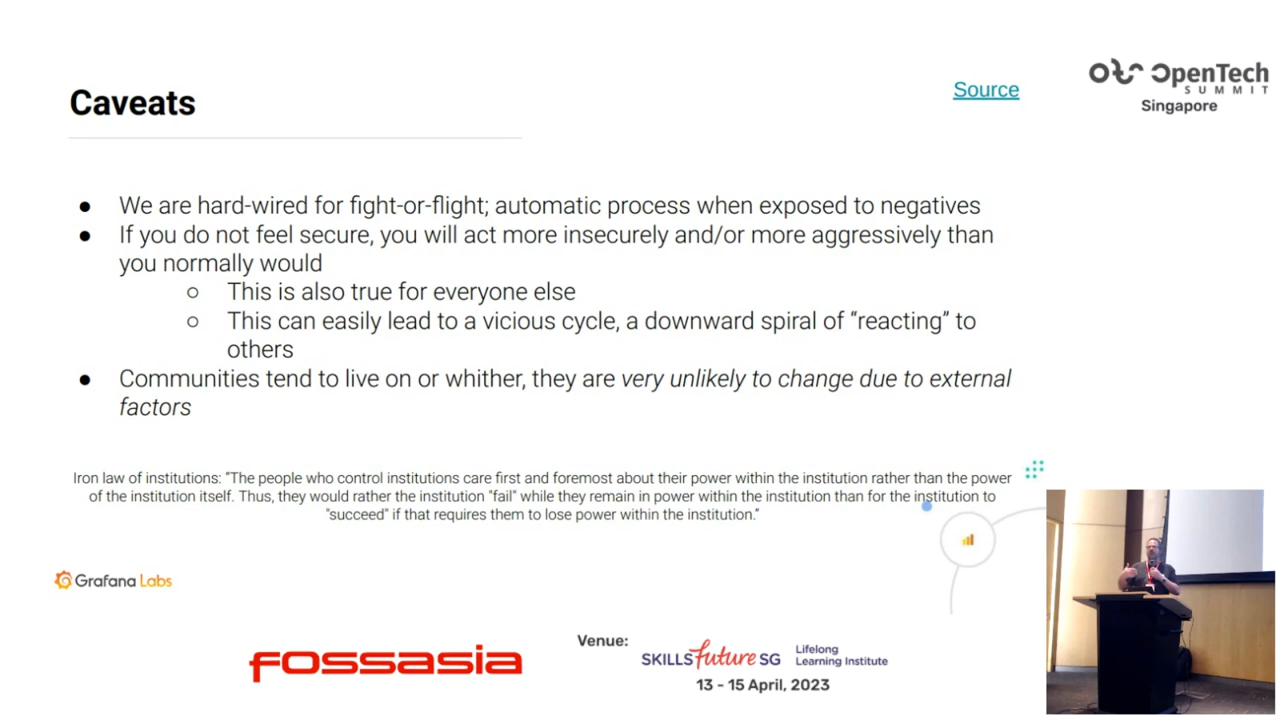 Caveats
Source
OpenTech
SUMMIT
Singapore
● We are hard-wired for fight-or-flight; automatic process when exposed to negatives
● If you do not feel secure, you will act more insecurely and/or more aggressively than
you normally would
○ This is also true for everyone else
○ This can easily lead to a vicious cycle, a downward spiral of “reacting” to
others
● Communities tend to live on or whither, they are very unlikely to change due to external
factors
Iron law of institutions: “The people who control institutions care first and foremost about their power within the institution rather than the power
of the institution itself. Thus, they would rather the institution "fail" while they remain in power within the institution than for the institution to
"succeed" if that requires them to lose power within the institution.”
Grafana Labs
fossasia
Venue:
SKILLS future SG
Lifelong
Learning Institute
13 - 15 April, 2023